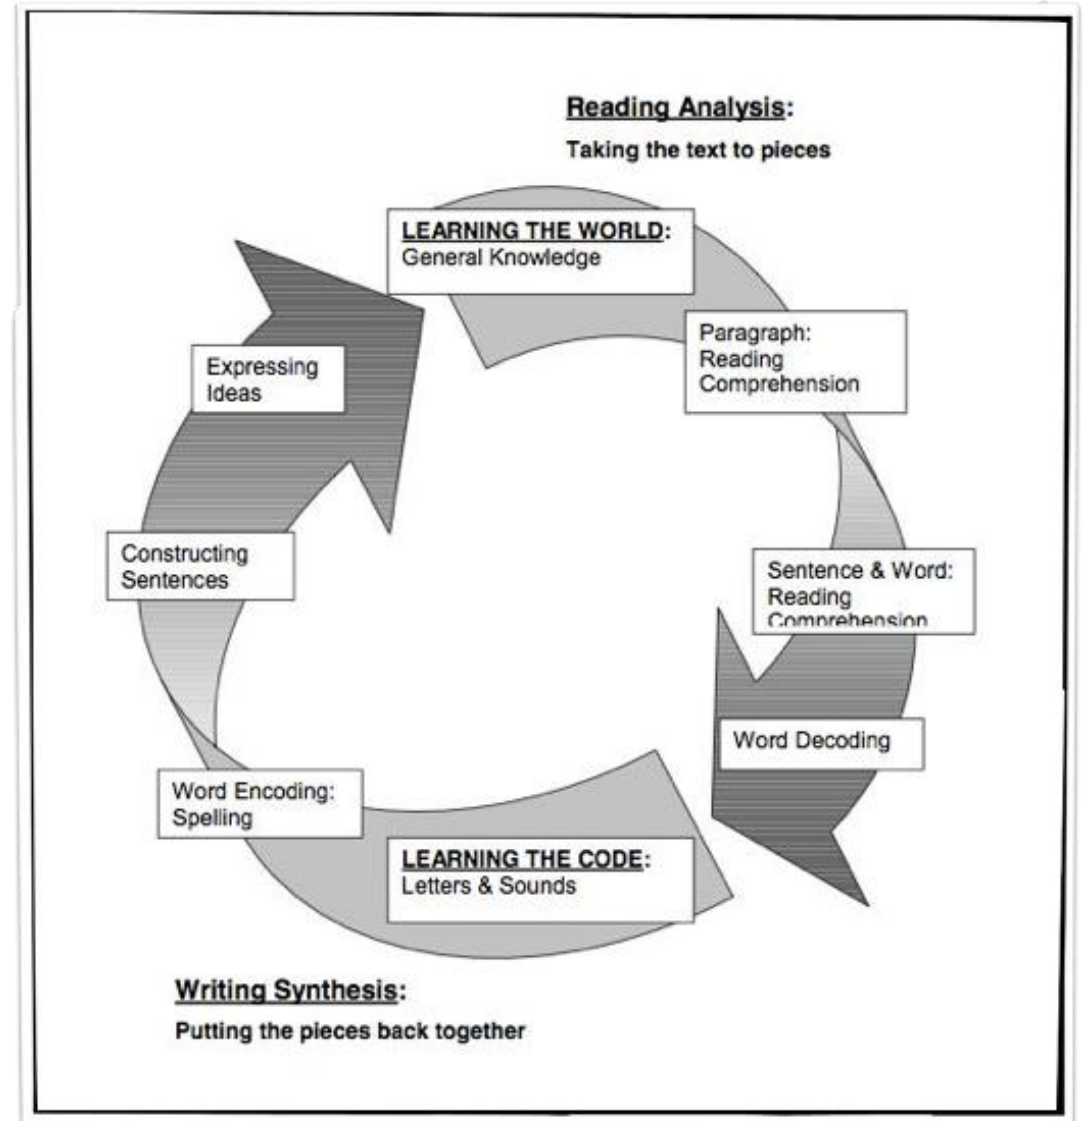 Reading Analysis:
Taking the text to pieces
LEARNING THE WORLD:
General Knowledge
Paragraph:
Reading
Comprehension
Sentence & Word:
Reading
Comprehension
Word Decoding
LEARNING THE CODE:
Letters & Sounds
Word Encoding:
Spelling
Constructing
Sentences
Expressing
Ideas
Writing Synthesis:
Putting the pieces back together